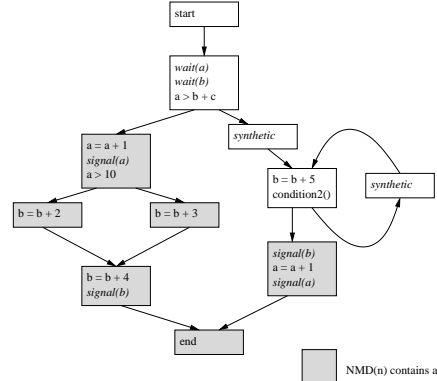 start
wait(a)
wait(b)
a > b + c
synthetic
a = a + 1
signal(a)
a > 10
b = b + 5
condition2()
synthetic
b = b + 2
b = b + 3
signal(b)
a = a + 1
signal(a)
b = b + 4
signal(b)
end
NMD(n) contains a